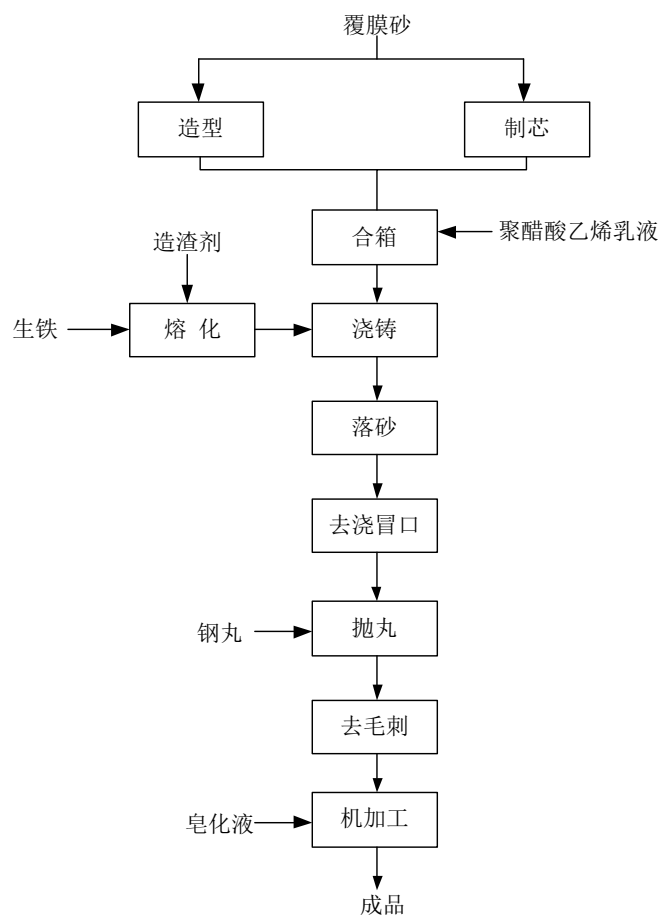 覆膜砂
造型
制芯
合箱
聚醋酸乙烯乳液
造渣剂
生铁
熔 化
浇铸
落砂
去浇冒口
钢丸
抛丸
去毛刺
皂化液
机加工
成品